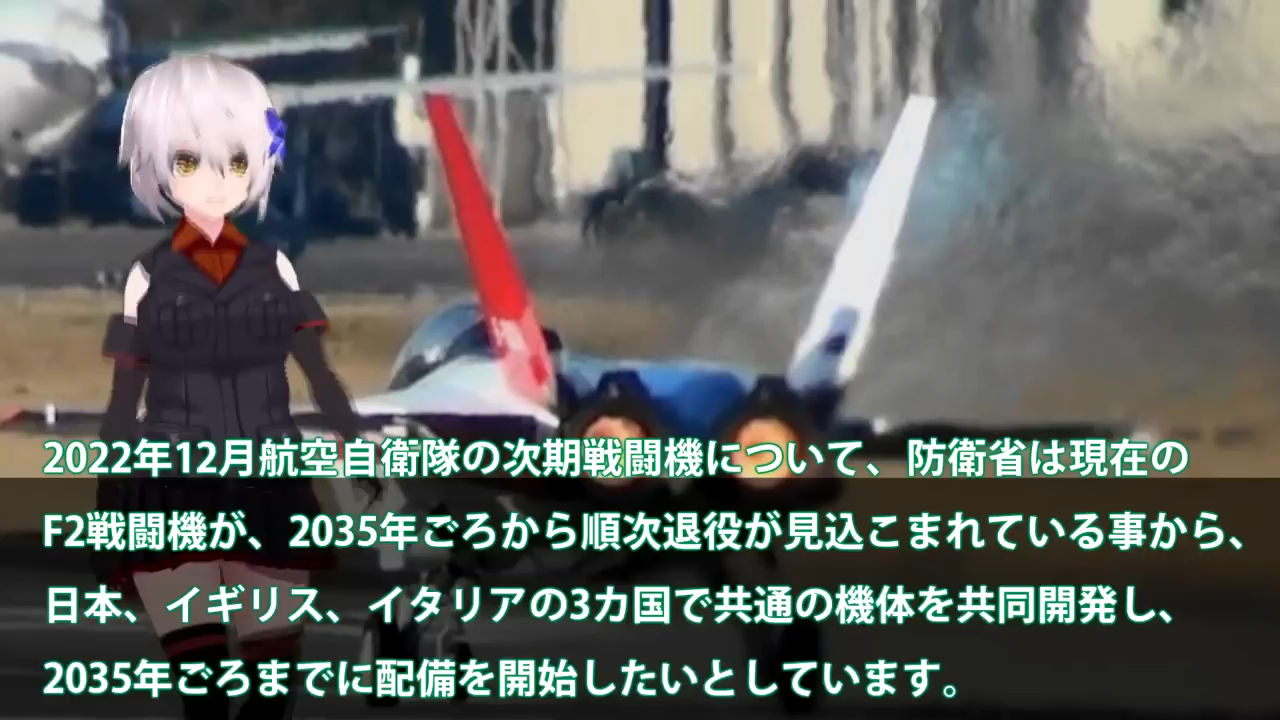 2022年12月航空自衛隊の次期戦闘機について、防衛省は現在の
F2戦闘機が、2035年ごろから順次退役が見込こまれている事から、
日本、イギリス、イタリアの3カ国で共通の機体を共同開発し、
2035年ごろまでに配備を開始したいとしています。